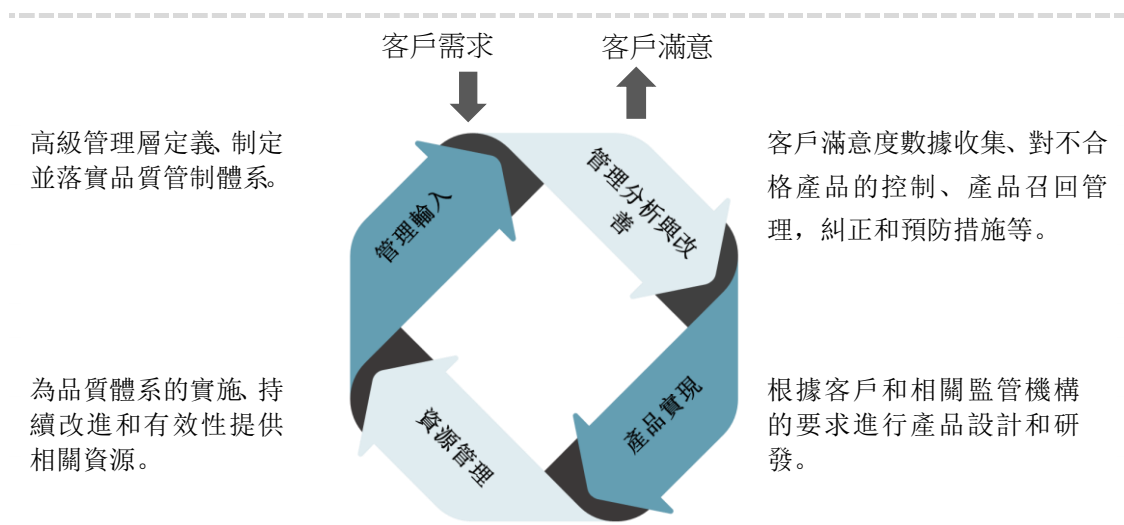 客戶需求
客戶滿意
高級管理層定義、制定
並落實品質管制體系。
管理輸入
管理分析與改
善
客戶滿意度數據收集、對不合
格產品的控制、產品召回管
理，糾正和預防措施等。
為品質體系的實施、持
續改進和有效性提供
相關資源。
資源管理
產品實現
根據客戶和相關監管機構
的要求進行產品設計和研
發。